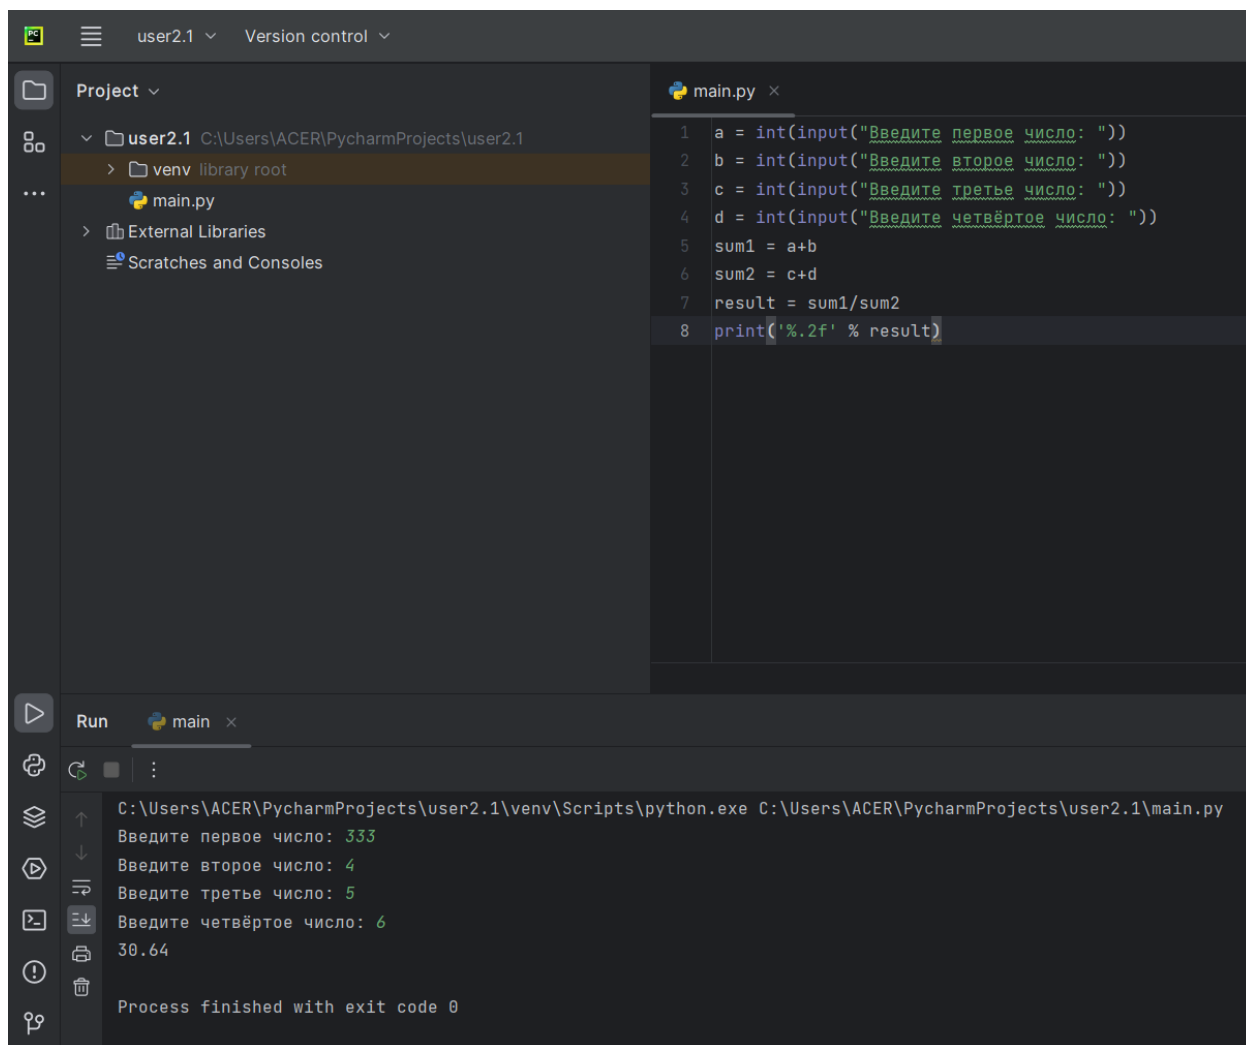 PC
user2.1 Version control
Project
user2.1 C:\Users\ACER\PycharmProjects\user2.1
venv library root
main.py
External Libraries
Scratches and Consoles
main.py
1 a = int(input("Введите первое число: "))
2 b = int(input("Введите второе число: "))
3 c = int(input("Введите третье число: "))
4 d = int(input("Введите четвёртое число: "))
5 sum1 = a+b
6 sum2 = c+d
7 result = sum1/sum2
8 print('%.2f' % result)
Run main
C:\Users\ACER\PycharmProjects\user2.1\venv\Scripts\python.exe C:\Users\ACER\PycharmProjects\user2.1\main.py
Введите первое число: 333
Введите второе число: 4
Введите третье число: 5
Введите четвёртое число: 6
30.64
Process finished with exit code 0